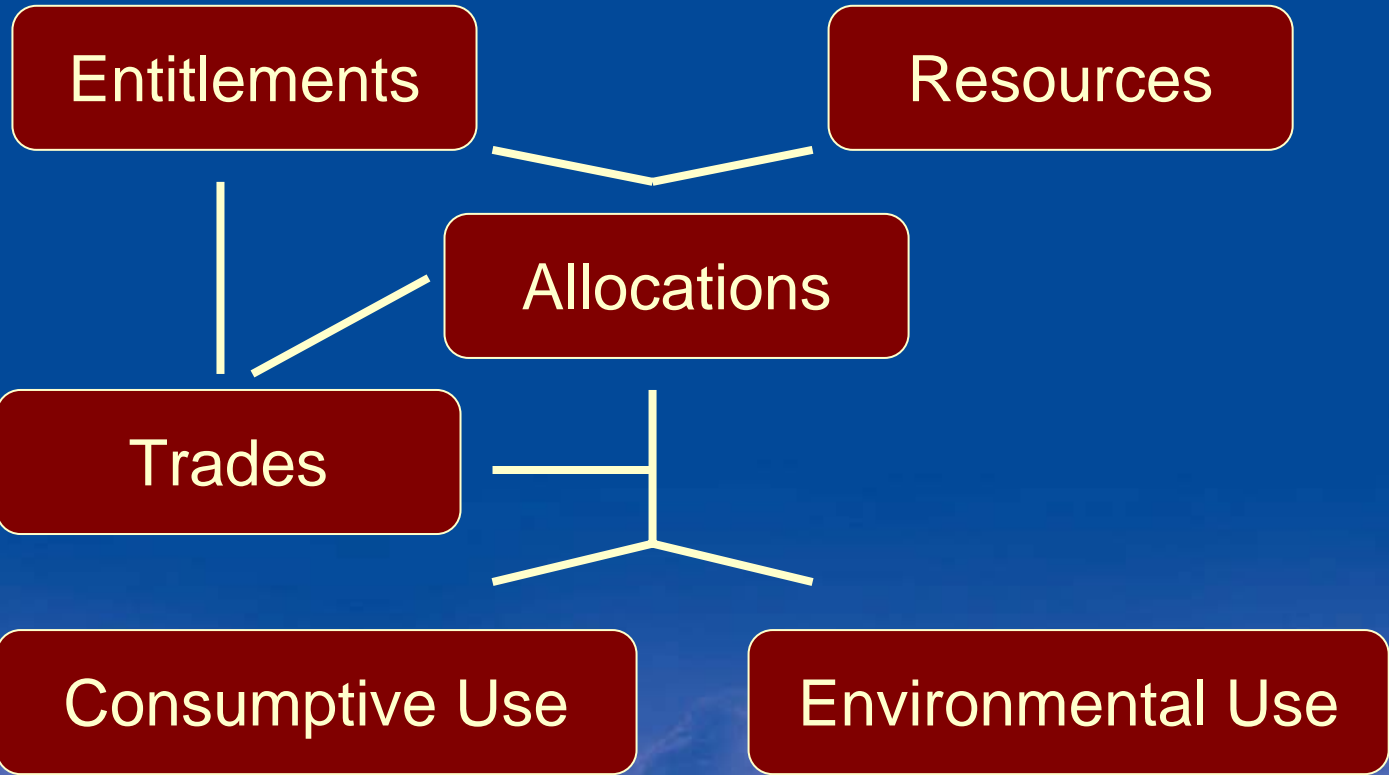 Entitlements
Resources
Allocations
Trades
Consumptive Use
Environmental Use